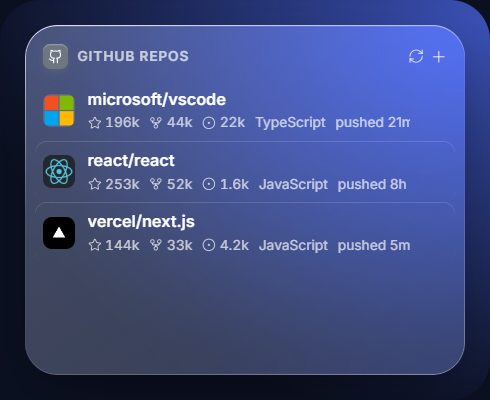 GITHUB REPOS
microsoft/vscode
196k 44k 22k TypeScript pushed 21m
react/react
253k 52k 1.6k JavaScript pushed 8h
vercel/next.js
144k 33k 4.2k JavaScript pushed 5m